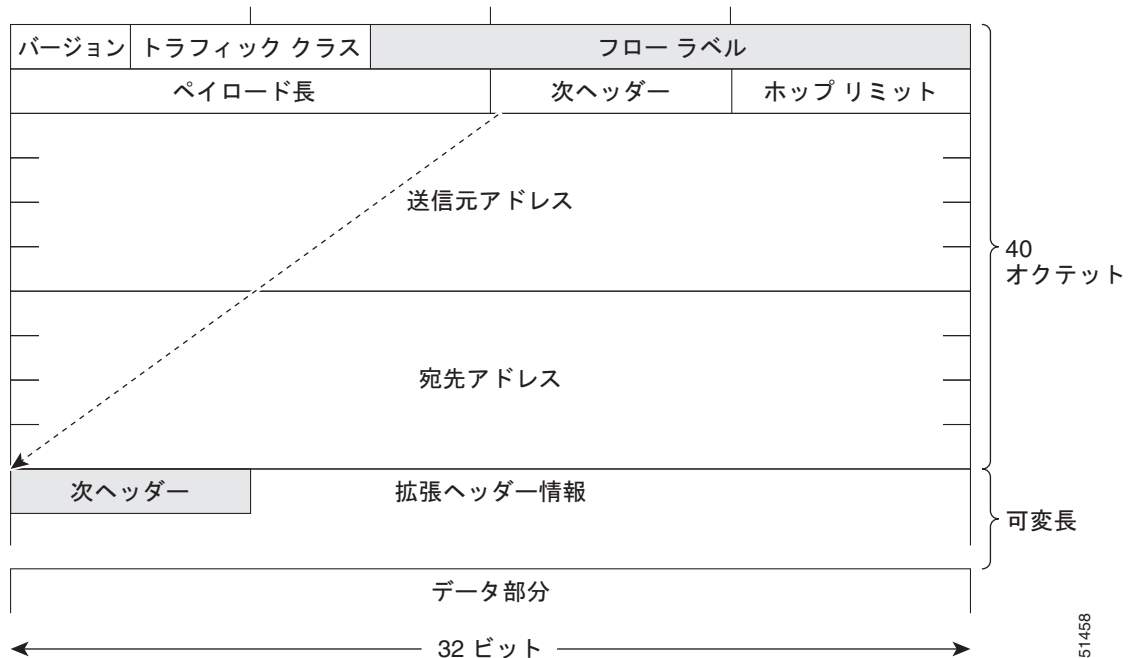 バージョン トラフィック クラス フロー ラベル
ペイロード長 次ヘッダー ホップ リミット
送信元アドレス
40
オクテット
宛先アドレス
次ヘッダー 拡張ヘッダー情報
可変長
データ部分
32 ビット
51458